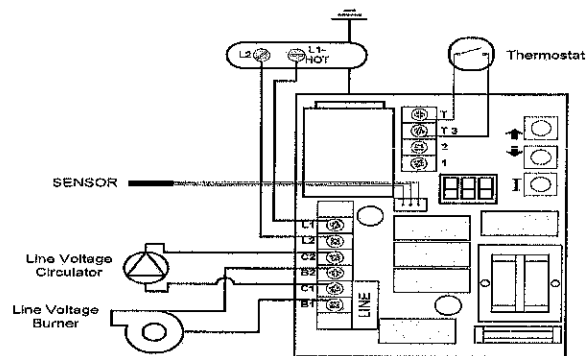 L2
L1-
HOT
Thermostat
T
T 3
2
1
I
SENSOR
L1
L2
C2
B2
C1
B1
LINE
Line Voltage
Circulator
Line Voltage
Burner